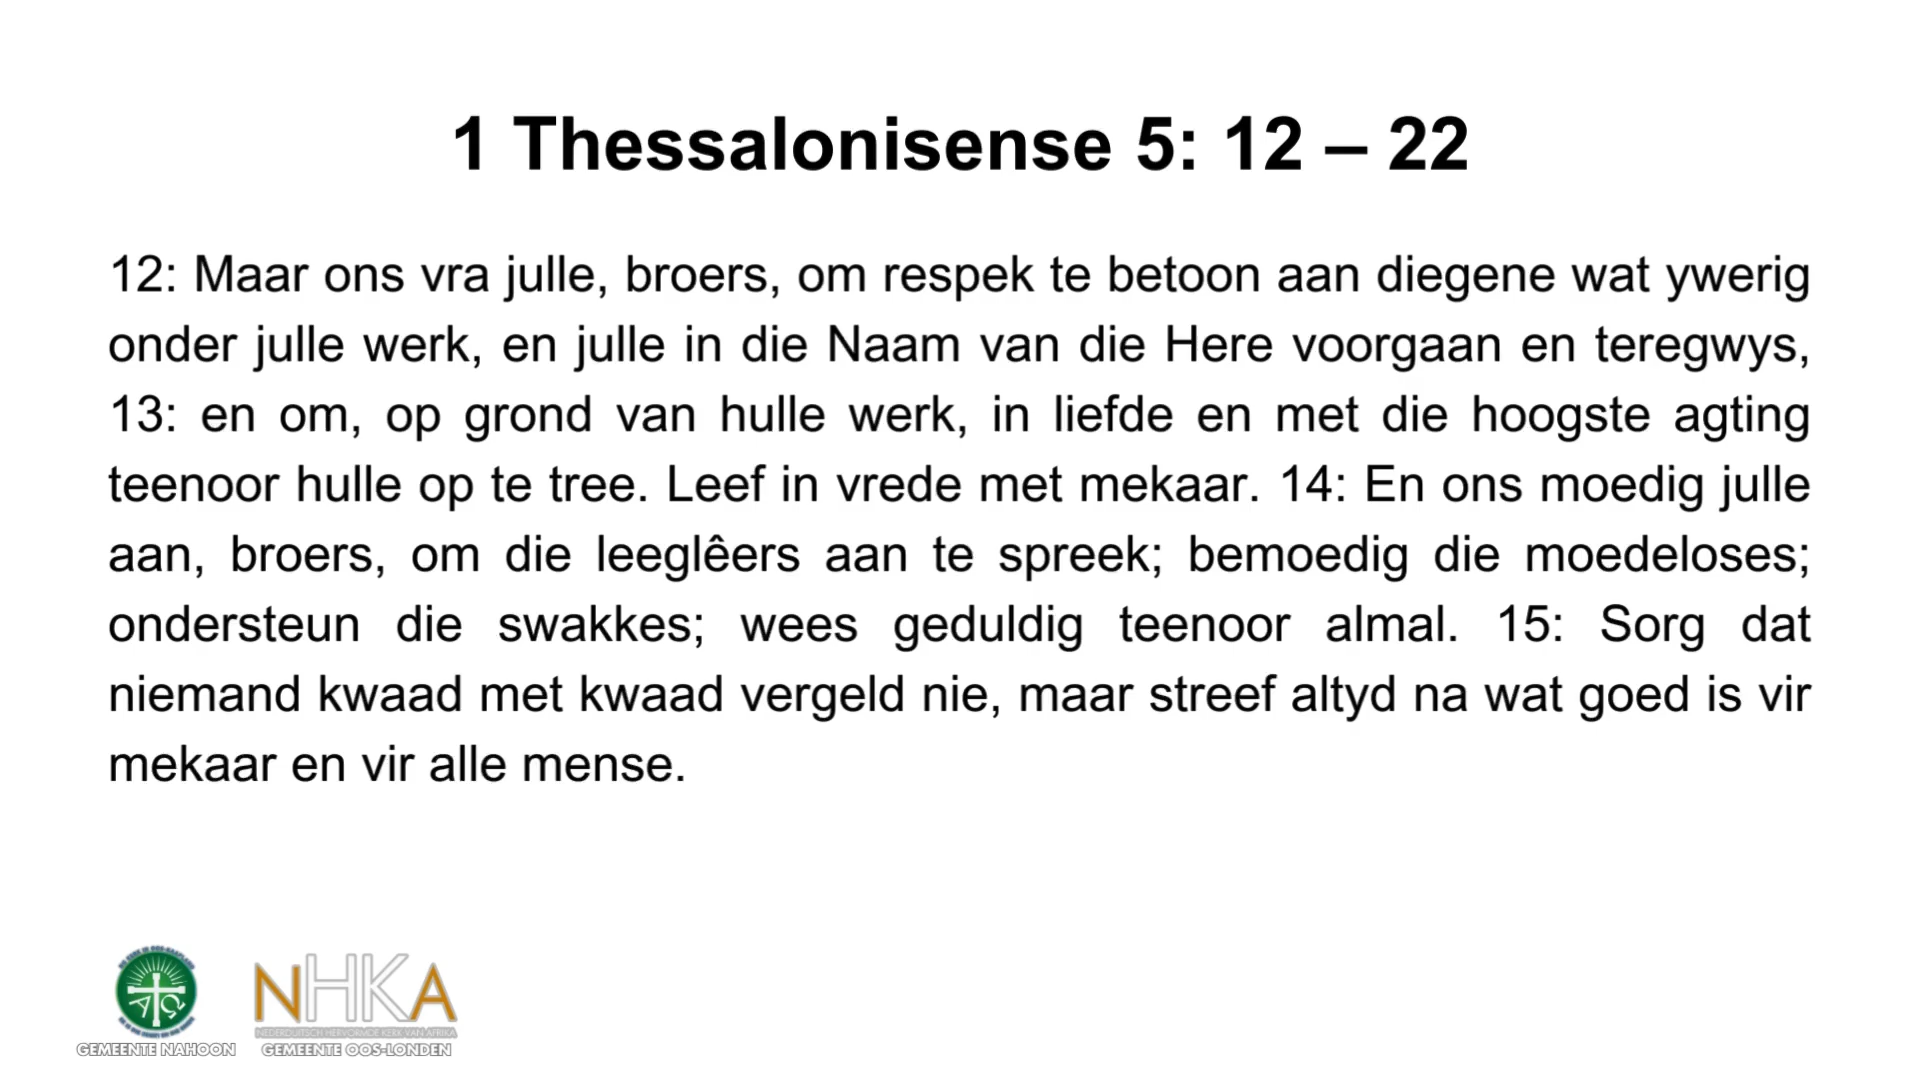 1 Thessalonisense 5: 12 – 22
12: Maar ons vra julle, broers, om respek te betoon aan diegene wat ywerig
onder julle werk, en julle in die Naam van die Here voorgaan en teregwys,
13: en om, op grond van hulle werk, in liefde en met die hoogste agting
teenoor hulle op te tree. Leef in vrede met mekaar. 14: En ons moedig julle
aan, broers, om die leeglêers aan te spreek; bemoedig die moedeloses;
ondersteun die swakkes; wees geduldig teenoor almal. 15: Sorg dat
niemand kwaad met kwaad vergeld nie, maar streef altyd na wat goed is vir
mekaar en vir alle mense.
ΑΩ
GEMEENTE NAHOON
NHKA
NEDERDUITSCH HERVORMDE KERK VAN AFRIKA
GEMEENTE OOS-LONDEN